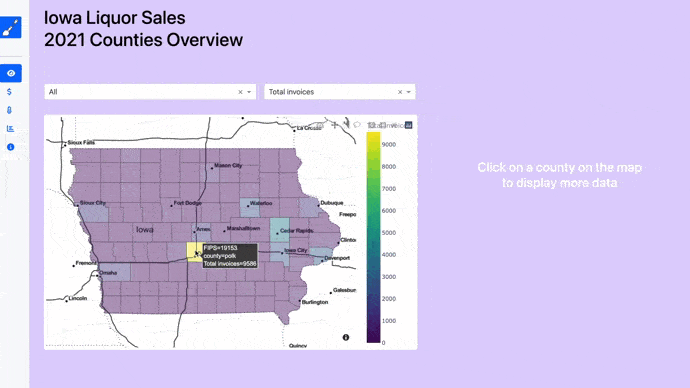 Iowa Liquor Sales
2021 Counties Overview
All
Total invoices
La Crosse
Sioux Falls
9000
Mason City
8000
Click on a county on the map
to display more data
7000
Sioux City
Fort Dodge
Waterloo
Dubuque
6000
Freepo
Iowa
Ames
Marshalltown
Cedar Rapids
5000
Clinto
FIPS=19153
county=polk
Total invoices=9586
Iowa City
Davenport
4000
Fremont
Omaha
3000
Galesbur
Lincoln
Burlington
2000
1000
Quincy
0